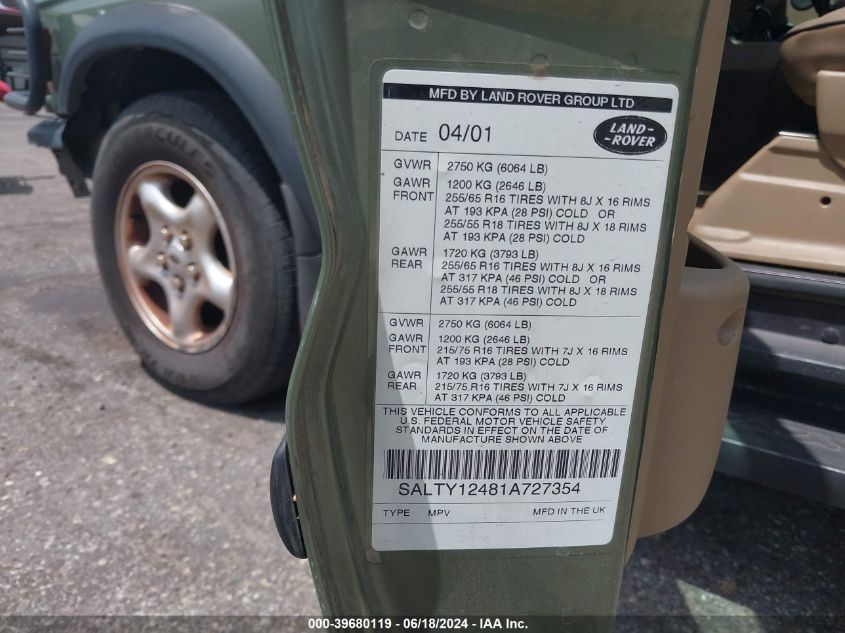 HERCULES
MFD BY LAND ROVER GROUP LTD
DATE 04/01
LAND-
-ROVER
GVWR 2750 KG (6064 LB)
GAWR 1200 KG (2646 LB)
FRONT 255/65 R16 TIRES WITH 8J X 16 RIMS
AT 193 KPA (28 PSI) COLD OR
255/55 R18 TIRES WITH 8J X 18 RIMS
AT 193 KPA (28 PSI) COLD
GAWR 1720 KG (3793 LB)
REAR 255/65 R16 TIRES WITH 8J X 16 RIMS
AT 317 KPA (46 PSI) COLD OR
255/55 R18 TIRES WITH 8J X 18 RIMS
AT 317 KPA (46 PSI) COLD
GVWR 2750 KG (6064 LB)
GAWR 1200 KG (2646 LB)
FRONT 215/75 R16 TIRES WITH 7J X 16 RIMS
AT 193 KPA (28 PSI) COLD
GAWR 1720 KG (3793 LB)
REAR 215/75 R16 TIRES WITH 7J X 16 RIMS
AT 317 KPA (46 PSI) COLD
THIS VEHICLE CONFORMS TO ALL APPLICABLE
U.S. FEDERAL MOTOR VEHICLE SAFETY
STANDARDS IN EFFECT ON THE DATE OF
MANUFACTURE SHOWN ABOVE
SALTY12481A727354
TYPE MPV MFD IN THE UK
000-39680119 - 06/18/2024 - IAAI.com